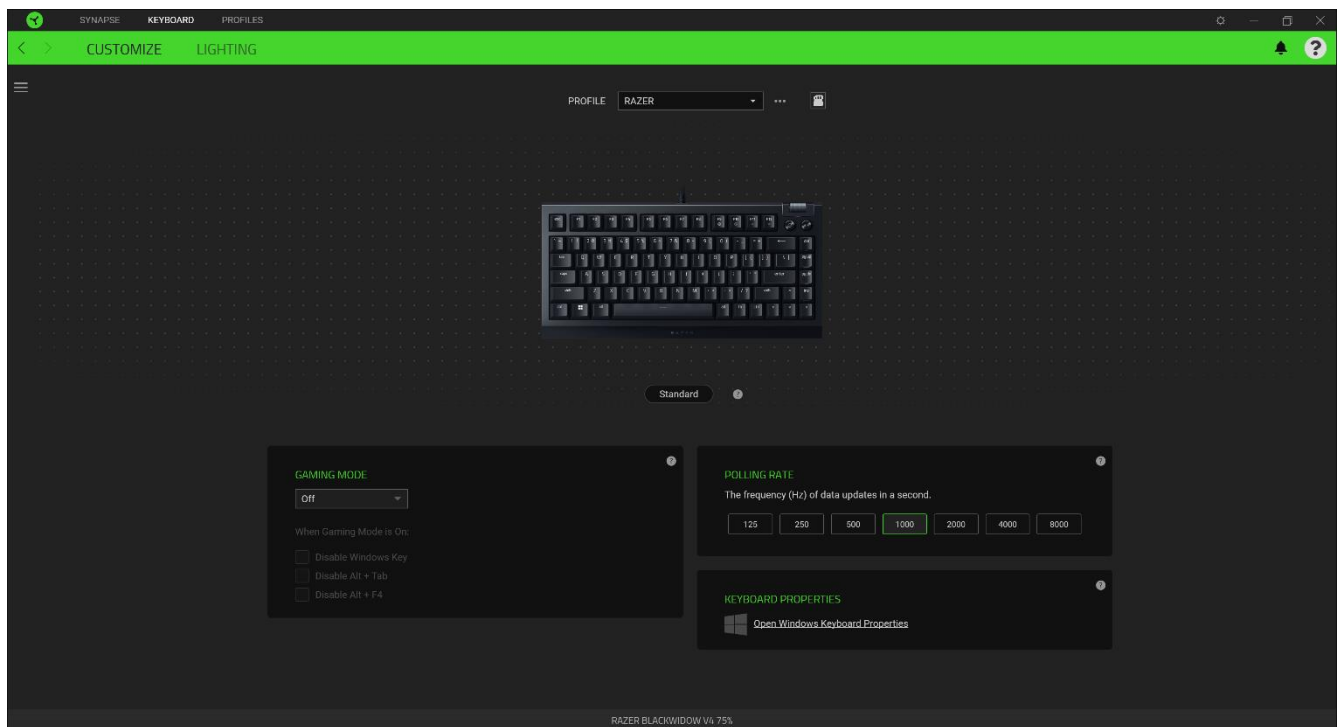 SYNAPSE KEYBOARD PROFILES
CUSTOMIZE LIGHTING
PROFILE RAZER
Standard
GAMING MODE
Off
When Gaming Mode is On:
Disable Windows Key
Disable Alt + Tab
Disable Alt + F4
POLLING RATE
The frequency (Hz) of data updates in a second.
125 250 500 1000 2000 4000 8000
KEYBOARD PROPERTIES
Open Windows Keyboard Properties
RAZER BLACKWIDOW V4 75%